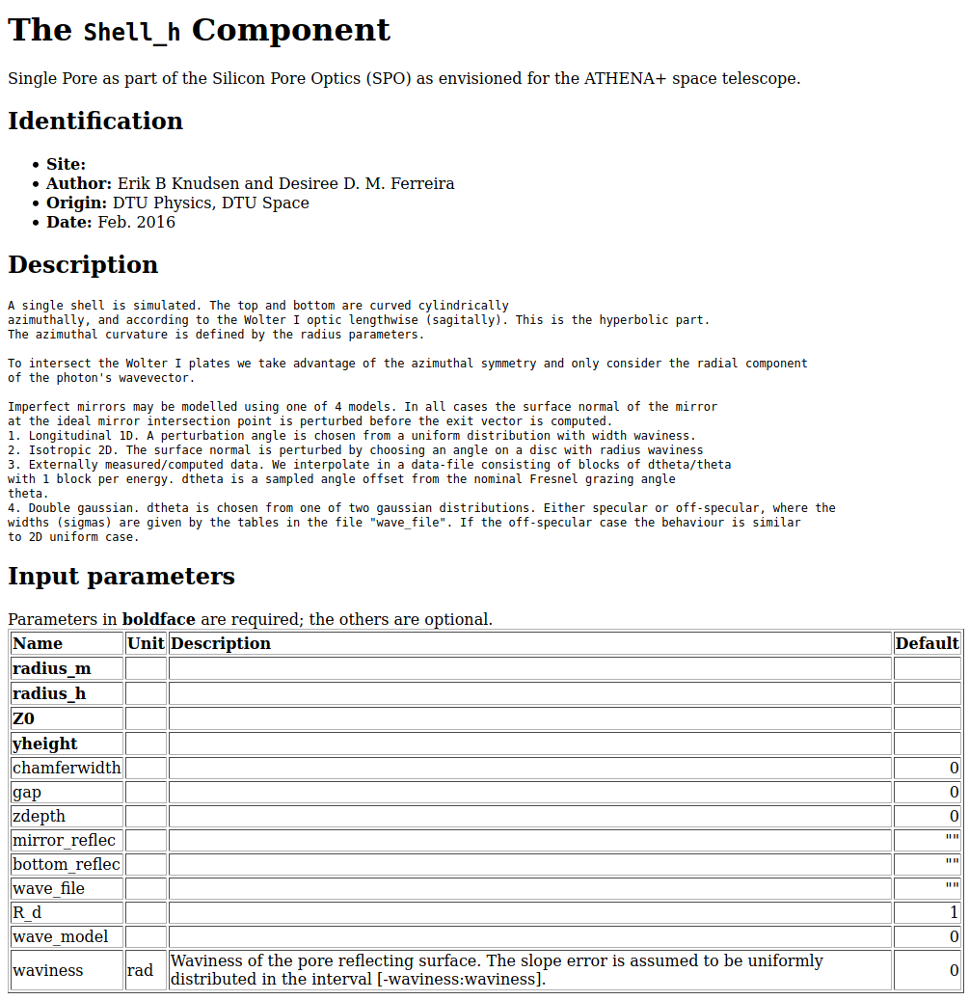 The Shell_h Component
Single Pore as part of the Silicon Pore Optics (SPO) as envisioned for the ATHENA+ space telescope.
Identification
• Site:
• Author: Erik B Knudsen and Desiree D. M. Ferreira
• Origin: DTU Physics, DTU Space
• Date: Feb. 2016
Description
A single shell is simulated. The top and bottom are curved cylindrically
azimuthally, and according to the Wolter I optic lengthwise (sagitally). This is the hyperbolic part.
The azimuthal curvature is defined by the radius parameters.
To intersect the Wolter I plates we take advantage of the azimuthal symmetry and only consider the radial component
of the photon's wavevector.
Imperfect mirrors may be modelled using one of 4 models. In all cases the surface normal of the mirror
at the ideal mirror intersection point is perturbed before the exit vector is computed.
1. Longitudinal 1D. A perturbation angle is chosen from a uniform distribution with width waviness.
2. Isotropic 2D. The surface normal is perturbed by choosing an angle on a disc with radius waviness
3. Externally measured/computed data. We interpolate in a data-file consisting of blocks of dtheta/theta
with 1 block per energy. dtheta is a sampled angle offset from the nominal Fresnel grazing angle
theta.
4. Double gaussian. dtheta is chosen from one of two gaussian distributions. Either specular or off-specular, where the
widths (sigmas) are given by the tables in the file "wave_file". If the off-specular case the behaviour is similar
to 2D uniform case.
Input parameters
Parameters in boldface are required; the others are optional.
Name Unit Description Default
radius_m
radius_h
Z0
yheight
chamferwidth 0
gap 0
zdepth 0
mirror_reflec ""
bottom_reflec ""
wave_file ""
R_d 1
wave_model 0
waviness rad Waviness of the pore reflecting surface. The slope error is assumed to be uniformly
distributed in the interval [-waviness:waviness]. 0